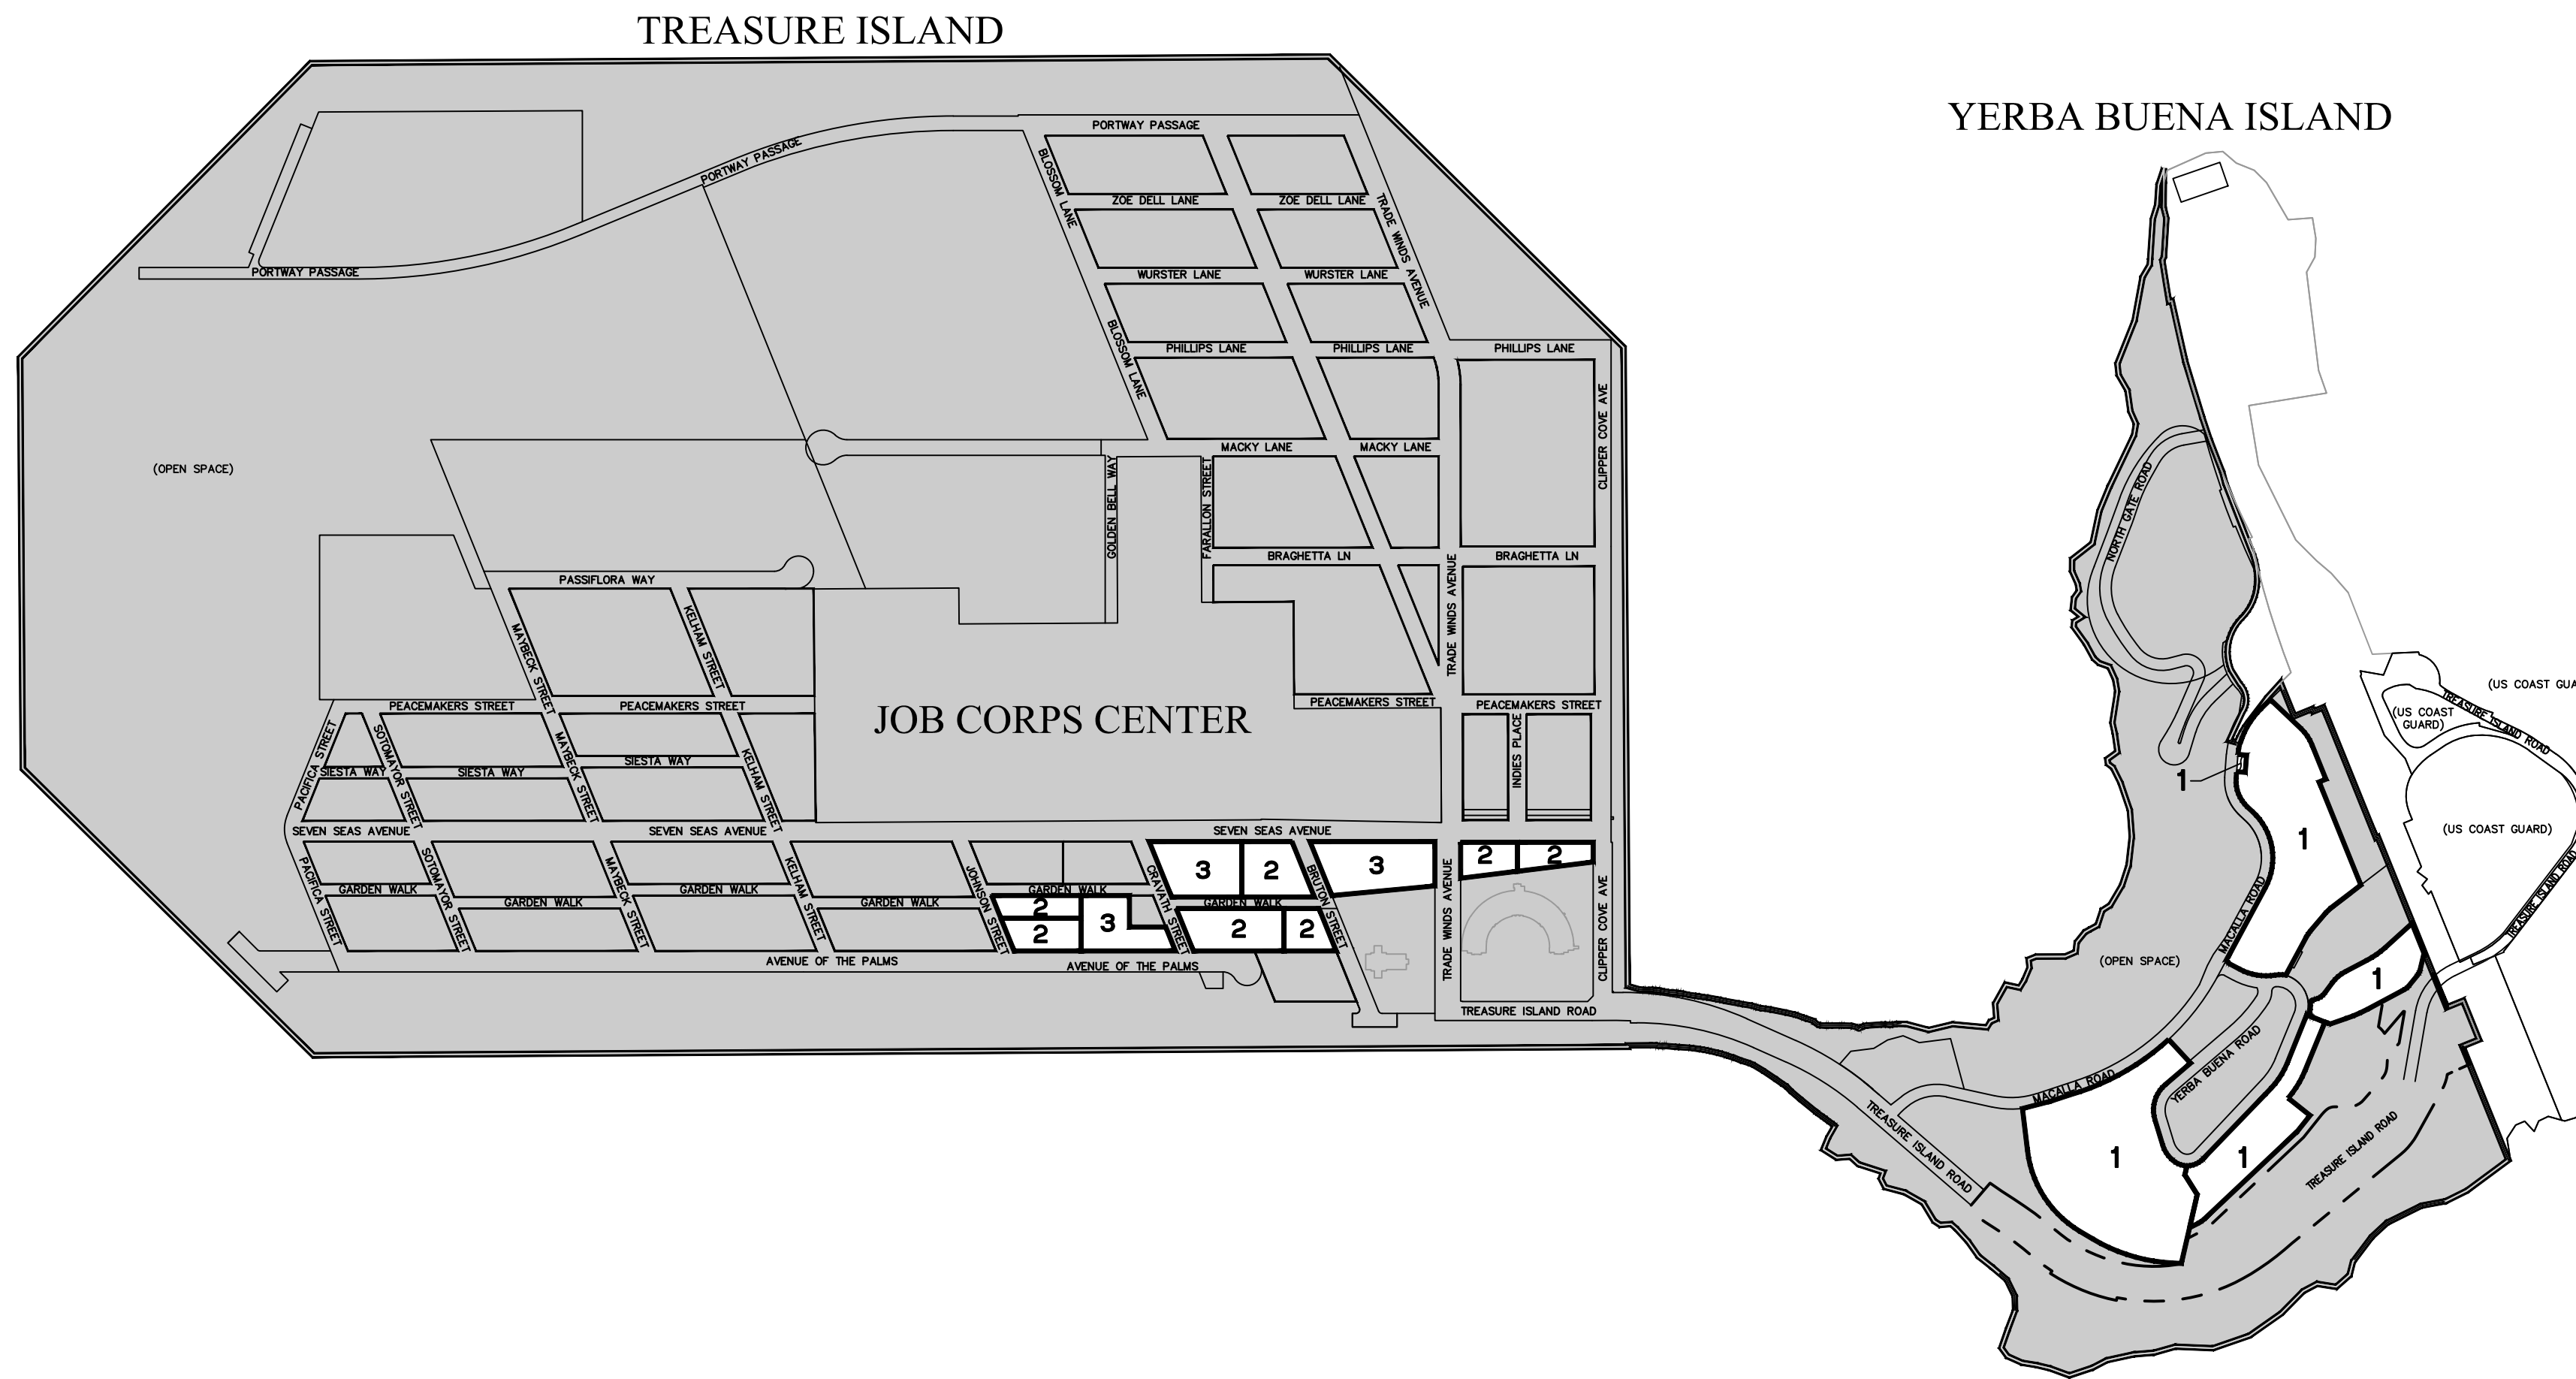 TREASURE ISLAND
YERBA BUENA ISLAND
PORTWAY PASSAGE
PORTWAY PASSAGE
PORTWAY PASSAGE
BLOSSOM LANE
ZOE DELL LANE
ZOE DELL LANE
TRADE WINDS AVENUE
WURSTER LANE
WURSTER LANE
BLOSSOM LANE
PHILLIPS LANE
PHILLIPS LANE
PHILLIPS LANE
CLIPPER COVE AVE
MACKY LANE
MACKY LANE
(OPEN SPACE)
GOLDEN BELL WAY
FARALLON STREET
BRAGHETTA LN
BRAGHETTA LN
NORTH GATE ROAD
PASSIFLORA WAY
MAYBECK STREET
KELHAM STREET
TRADE WINDS AVENUE
PEACEMAKERS STREET
PEACEMAKERS STREET
PEACEMAKERS STREET
PEACEMAKERS STREET
JOB CORPS CENTER
INDIES PLACE
(US COAST GUA
(US COAST
GUARD)
TREASURE ISLAND ROAD
PACIFICA STREET
SOTOMAYOR STREET
MAYBECK STREET
KELHAM STREET
SIESTA WAY
SIESTA WAY
SIESTA WAY
1
1
(US COAST GUARD)
SEVEN SEAS AVENUE
SEVEN SEAS AVENUE
SEVEN SEAS AVENUE
PACIFICA STREET
SOTOMAYOR STREET
MAYBECK STREET
KELHAM STREET
JOHNSON STREET
CRAVATH STREET
BRUTON STREET
TRADE WINDS AVENUE
CLIPPER COVE AVE
3
2
3
2
2
GARDEN WALK
GARDEN WALK
GARDEN WALK
GARDEN WALK
GARDEN WALK
GARDEN WALK
2
2
3
2
2
MACALLA ROAD
TREASURE ISLAND ROAD
AVENUE OF THE PALMS
AVENUE OF THE PALMS
(OPEN SPACE)
1
TREASURE ISLAND ROAD
YERBA BUENA ROAD
MACALLA ROAD
TREASURE ISLAND ROAD
TREASURE ISLAND ROAD
1
1